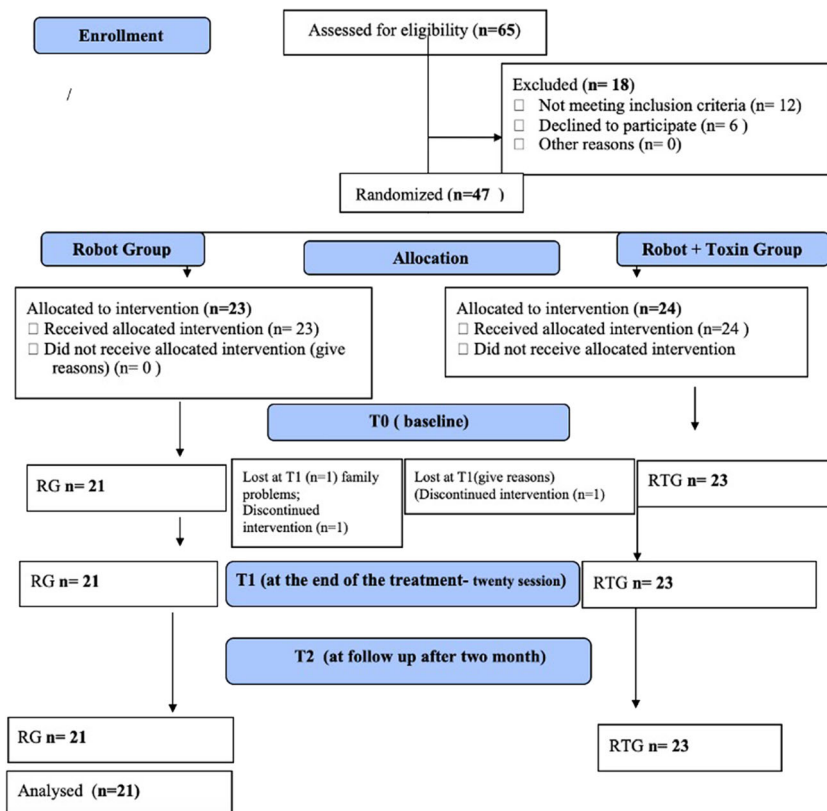 Enrollment
Assessed for eligibility (n=65)
/
Excluded (n= 18)
□ Not meeting inclusion criteria (n= 12)
□ Declined to participate (n= 6 )
□ Other reasons (n= 0)
Randomized (n=47 )
Robot Group
Allocation
Robot + Toxin Group
Allocated to intervention (n=23)
□ Received allocated intervention (n= 23)
□ Did not receive allocated intervention (give
reasons) (n= 0 )
Allocated to intervention (n=24)
□ Received allocated intervention (n=24 )
□ Did not receive allocated intervention
T0 ( baseline)
RG n= 21
Lost at T1 (n=1) family
problems;
Discontinued
intervention (n=1)
Lost at T1(give reasons)
(Discontinued intervention (n=1)
RTG n= 23
RG n= 21
T1 (at the end of the treatment- twenty session)
RTG n= 23
T2 (at follow up after two month)
RG n= 21
RTG n= 23
Analysed (n=21)